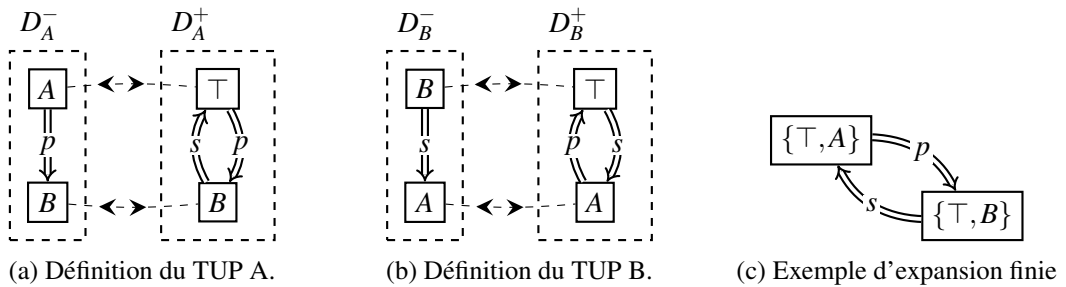 D_A^- D_A^+ D_B^- D_B^+
A ⊤ B ⊤
p s p s p s
B B A A
{⊤, A} p
s {⊤, B}
(a) Définition du TUP A. (b) Définition du TUP B. (c) Exemple d'expansion finie